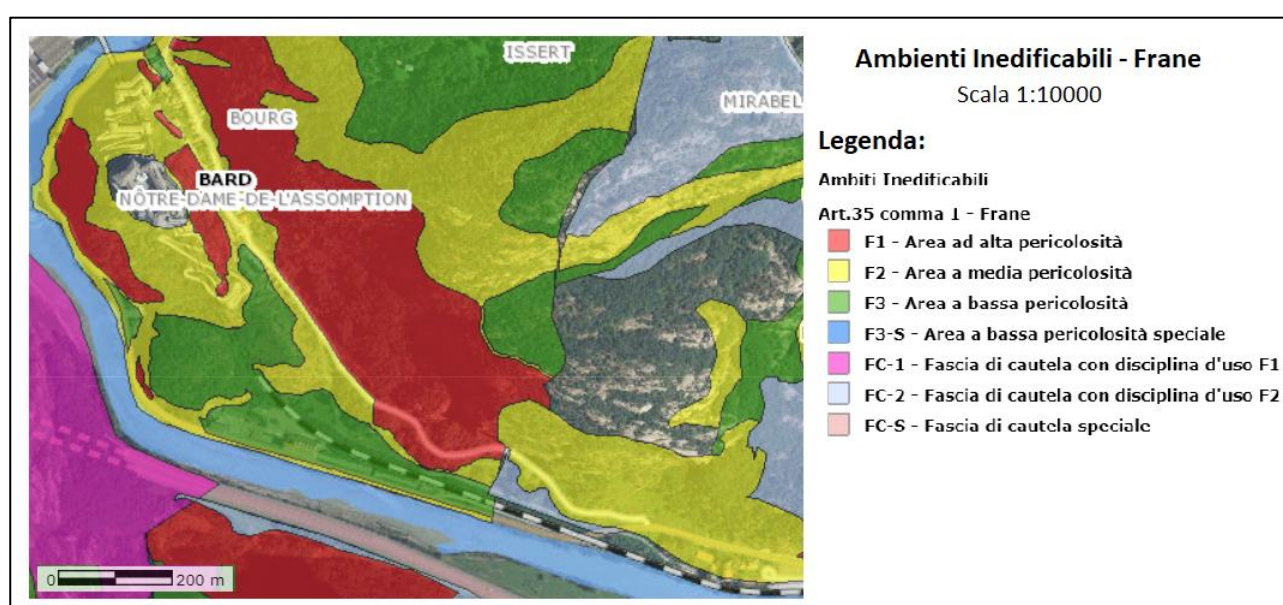 Ambienti Inedificabili - Frane
Scala 1:10000
Legenda:
Ambiti Inedificabili
Art.35 comma 1 - Frane
F1 - Area ad alta pericolosità
F2 - Area a media pericolosità
F3 - Area a bassa pericolosità
F3-S - Area a bassa pericolosità speciale
FC-1 - Fascia di cautela con disciplina d'uso F1
FC-2 - Fascia di cautela con disciplina d'uso F2
FC-S - Fascia di cautela speciale
ISSERT
MIRABEL
BOURG
BARD
NÔTRE-DAME-DE-L'ASSOMPTION
0 200 m